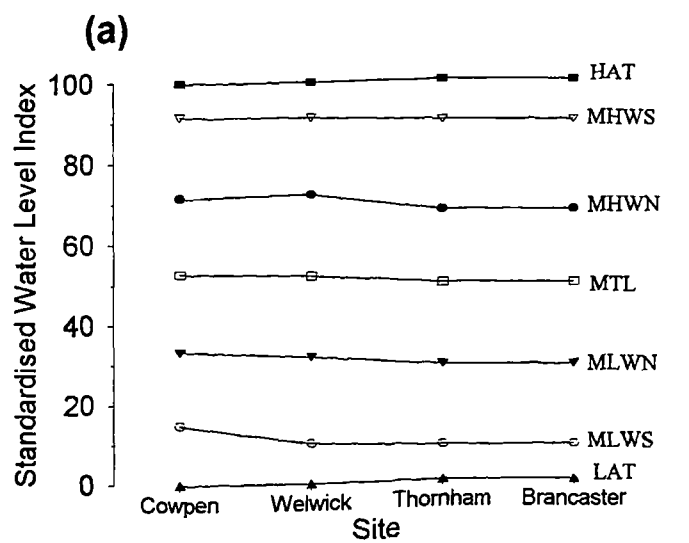 (a)
Standardised Water Level Index
100
80
60
40
20
0
HAT
MHWS
MHWN
MTL
MLWN
MLWS
LAT
Cowpen Welwick Thornham Brancaster
Site